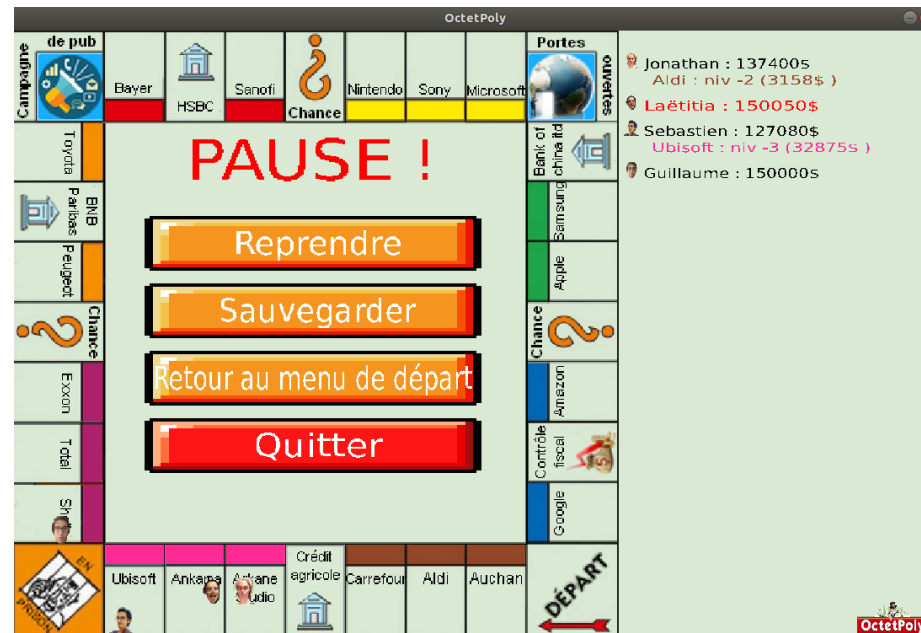 OctetPoly
Campagne
de pub
Bayer
HSBC
Sanofi
Chance
Nintendo
Sony
Microsoft
Portes
ouvertes
Jonathan : 137400$
Aldi : niv -2 (3158$ )
Laëtitia : 150050$
Sebastien : 127080$
Ubisoft : niv -3 (32875$ )
Guillaume : 150000$
PAUSE !
Reprendre
Sauvegarder
Retour au menu de départ
Quitter
Toyota
BNB
Paribas
Peugeot
Chance
Exxon
Total
Bank of
china ltd
Samsung
Apple
Chance
Amazon
Contrôle
fiscal
Google
EN
PRISON
Ubisoft
Ankama
Crédit
agricole
Carrefour
Aldi
Auchan
DÉPART
OctetPoly